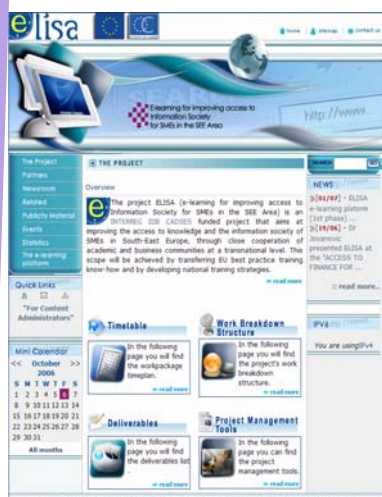 elisa
home sitemap contact us
E-learning for improving access to
Information Society
for SMEs in the SEE Area
http://www.
The Project
Partners
Newsroom
Related
Publicity Material
Events
Statistics
The e-learning
platform
Quick Links
"For Content
Administrators"
Mini Calendar
<< October >>
2006
S M T W T F S
1 2 3 4 5 6 7
8 9 10 11 12 13 14
15 16 17 18 19 20 21
22 23 24 25 26 27 28
29 30 31
All months
THE PROJECT
Overview
The project ELISA (e-learning for improving access to
Information Society for SMEs in the SEE Area) is an
INTERREG IIIB CADSES funded project that aims at
improving the access to knowledge and the information society of
SMEs in South-East Europe, through close cooperation of
academic and business communities at a transnational level. This
scope will be achieved by transferring EU best practice training
know-how and by developing national training strategies.
read more
Timetable
In the following
page you will find
the workpackage
timeplan.
read more
Work Breakdown
Structure
In the following
page you will find
the project's work
breakdown
structure.
read more
Deliverables
In the following
page you will find
the deliverables list
.
read more
Project Management
Tools
In the following
page you can find
the project
management tools.
read more
SEARCH GO
NEWS
[03/07] - ELISA
e-learning platform
(1st phase) ...
[19/06] - Dr
Jovanovic
presented ELISA at
the "ACCESS TO
FINANCE FOR ...
:: read more..
IPv6
You are usingIPv4